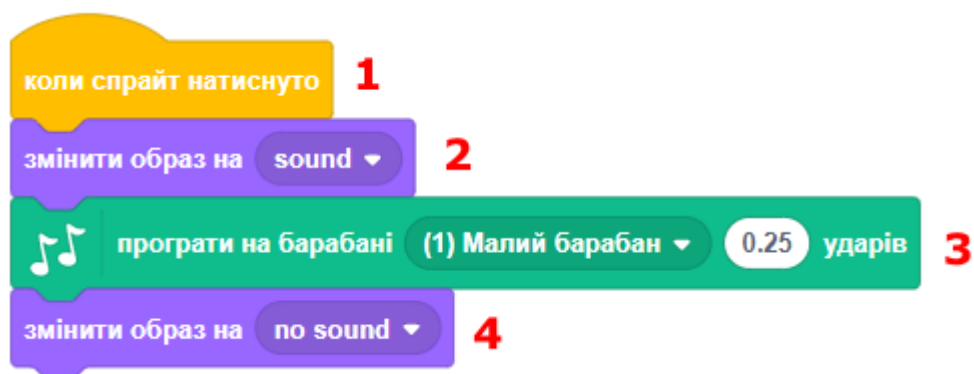 коли спрайт натиснуто 1
змінити образ на sound 2
програти на барабані (1) Малий барабан 0.25 ударів 3
змінити образ на no sound 4